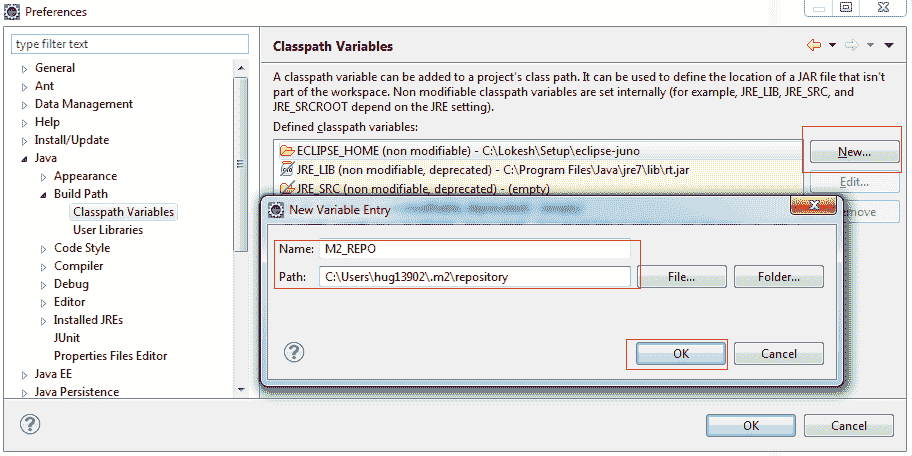 Preferences
type filter text
General
Ant
Data Management
Help
Install/Update
Java
Appearance
Build Path
Classpath Variables
User Libraries
Code Style
Compiler
Debug
Editor
Installed JREs
JUnit
Properties Files Editor
Java EE
Java Persistence
Classpath Variables
A classpath variable can be added to a project's class path. It can be used to define the location of a JAR file that isn't
part of the workspace. Non modifiable classpath variables are set internally (for example, JRE_LIB, JRE_SRC, and
JRE_SRCROOT depend on the JRE setting).
Defined classpath variables:
ECLIPSE_HOME (non modifiable) - C:\Lokesh\Setup\eclipse-juno
JRE_LIB (non modifiable, deprecated) - C:\Program Files\Java\jre7\lib\rt.jar
JRE_SRC (non modifiable, deprecated) - (empty)
New...
Edit...
New Variable Entry
Name: M2_REPO
Path: C:\Users\hug13902\.m2\repository
File...
Folder...
OK
Cancel
OK
Cancel